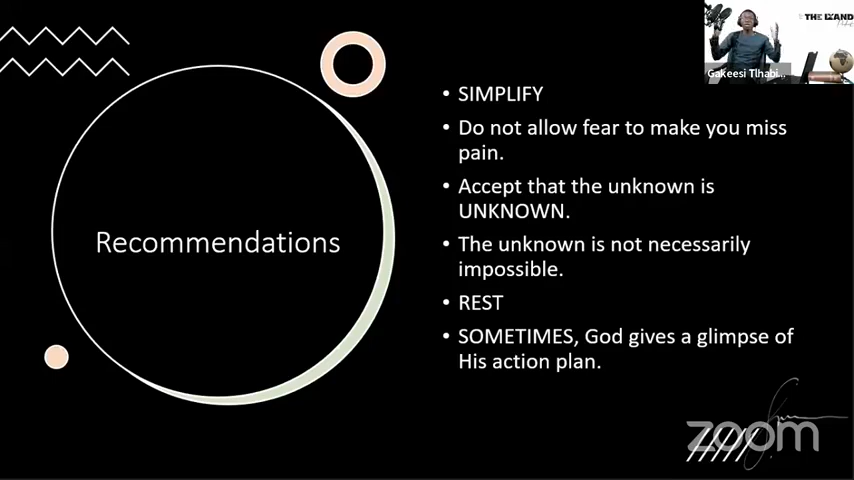 THE LXAND
Gakeesi Tlhabi...
Recommendations
• SIMPLIFY
• Do not allow fear to make you miss
pain.
• Accept that the unknown is
UNKNOWN.
• The unknown is not necessarily
impossible.
• REST
• SOMETIMES, God gives a glimpse of
His action plan.
zoom